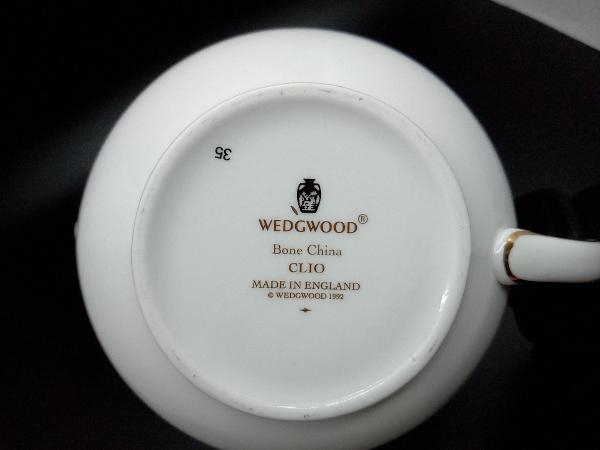 35
WEDGWOOD®
Bone China
CLIO
MADE IN ENGLAND
© WEDGWOOD 1992